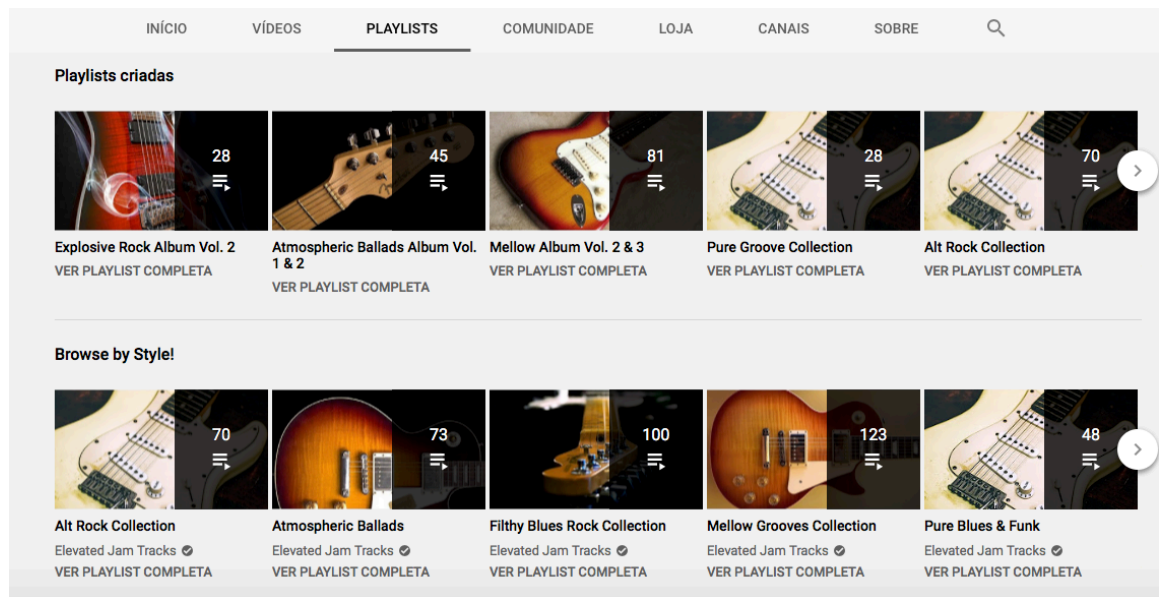 INÍCIO VÍDEOS PLAYLISTS COMUNIDADE LOJA CANAIS SOBRE
Playlists criadas
28 45 81 28 70
Explosive Rock Album Vol. 2
VER PLAYLIST COMPLETA
Atmospheric Ballads Album Vol.
1 & 2
VER PLAYLIST COMPLETA
Mellow Album Vol. 2 & 3
VER PLAYLIST COMPLETA
Pure Groove Collection
VER PLAYLIST COMPLETA
Alt Rock Collection
VER PLAYLIST COMPLETA
Browse by Style!
70 73 100 123 48
Alt Rock Collection
Elevated Jam Tracks
VER PLAYLIST COMPLETA
Atmospheric Ballads
Elevated Jam Tracks
VER PLAYLIST COMPLETA
Filthy Blues Rock Collection
Elevated Jam Tracks
VER PLAYLIST COMPLETA
Mellow Grooves Collection
Elevated Jam Tracks
VER PLAYLIST COMPLETA
Pure Blues & Funk
Elevated Jam Tracks
VER PLAYLIST COMPLETA